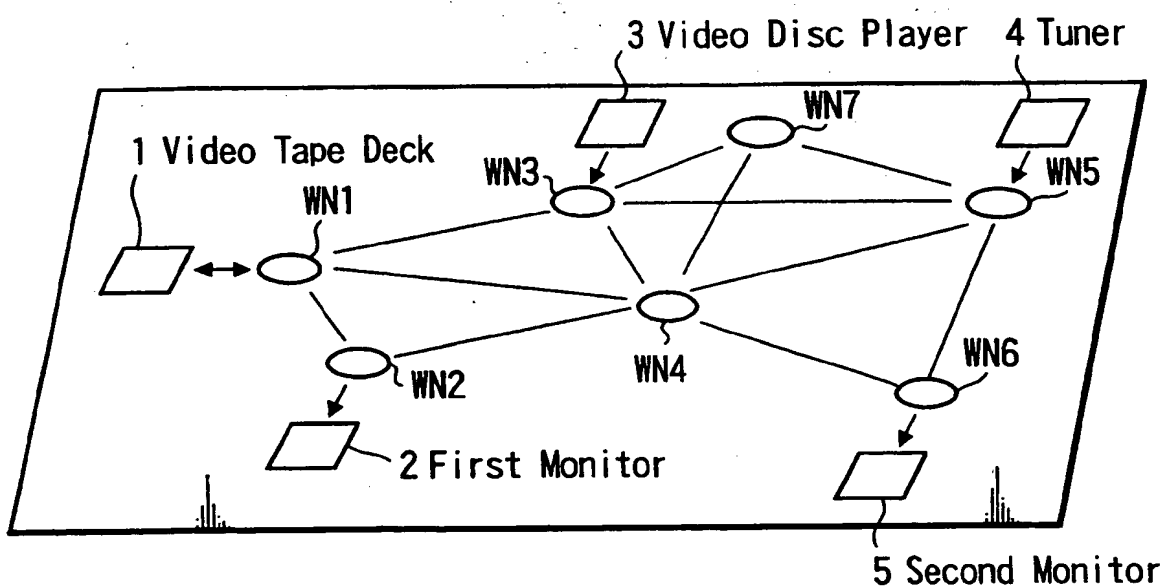 3 Video Disc Player
4 Tuner
WN7
1 Video Tape Deck
WN3
WN5
WN1
WN4
WN6
WN2
2 First Monitor
5 Second Monitor